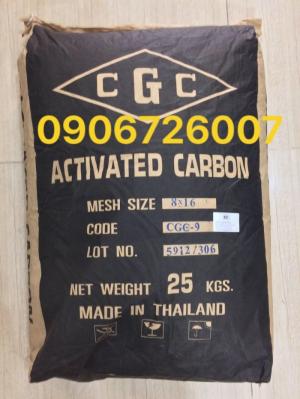 C G C
0906726007
ACTIVATED CARBON
MESH SIZE 8x16
CODE CGC-9
LOT NO. 5912/306
NET WEIGHT 25 KGS.
MADE IN THAILAND